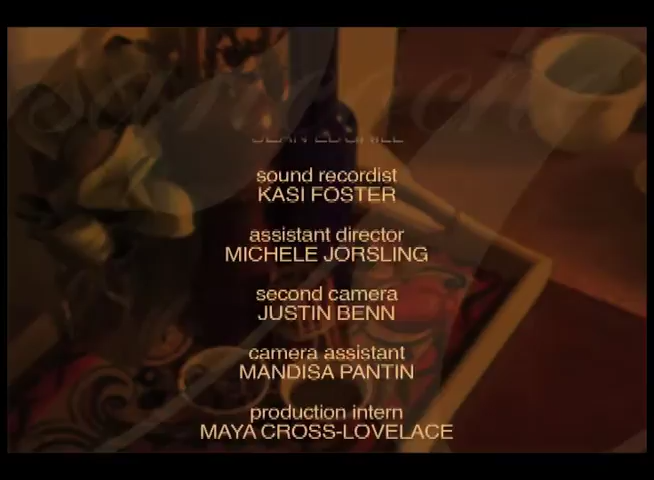 sound recordist
KASI FOSTER
assistant director
MICHELE JORSLING
second camera
JUSTIN BENN
camera assistant
MANDISA PANTIN
production intern
MAYA CROSS-LOVELACE